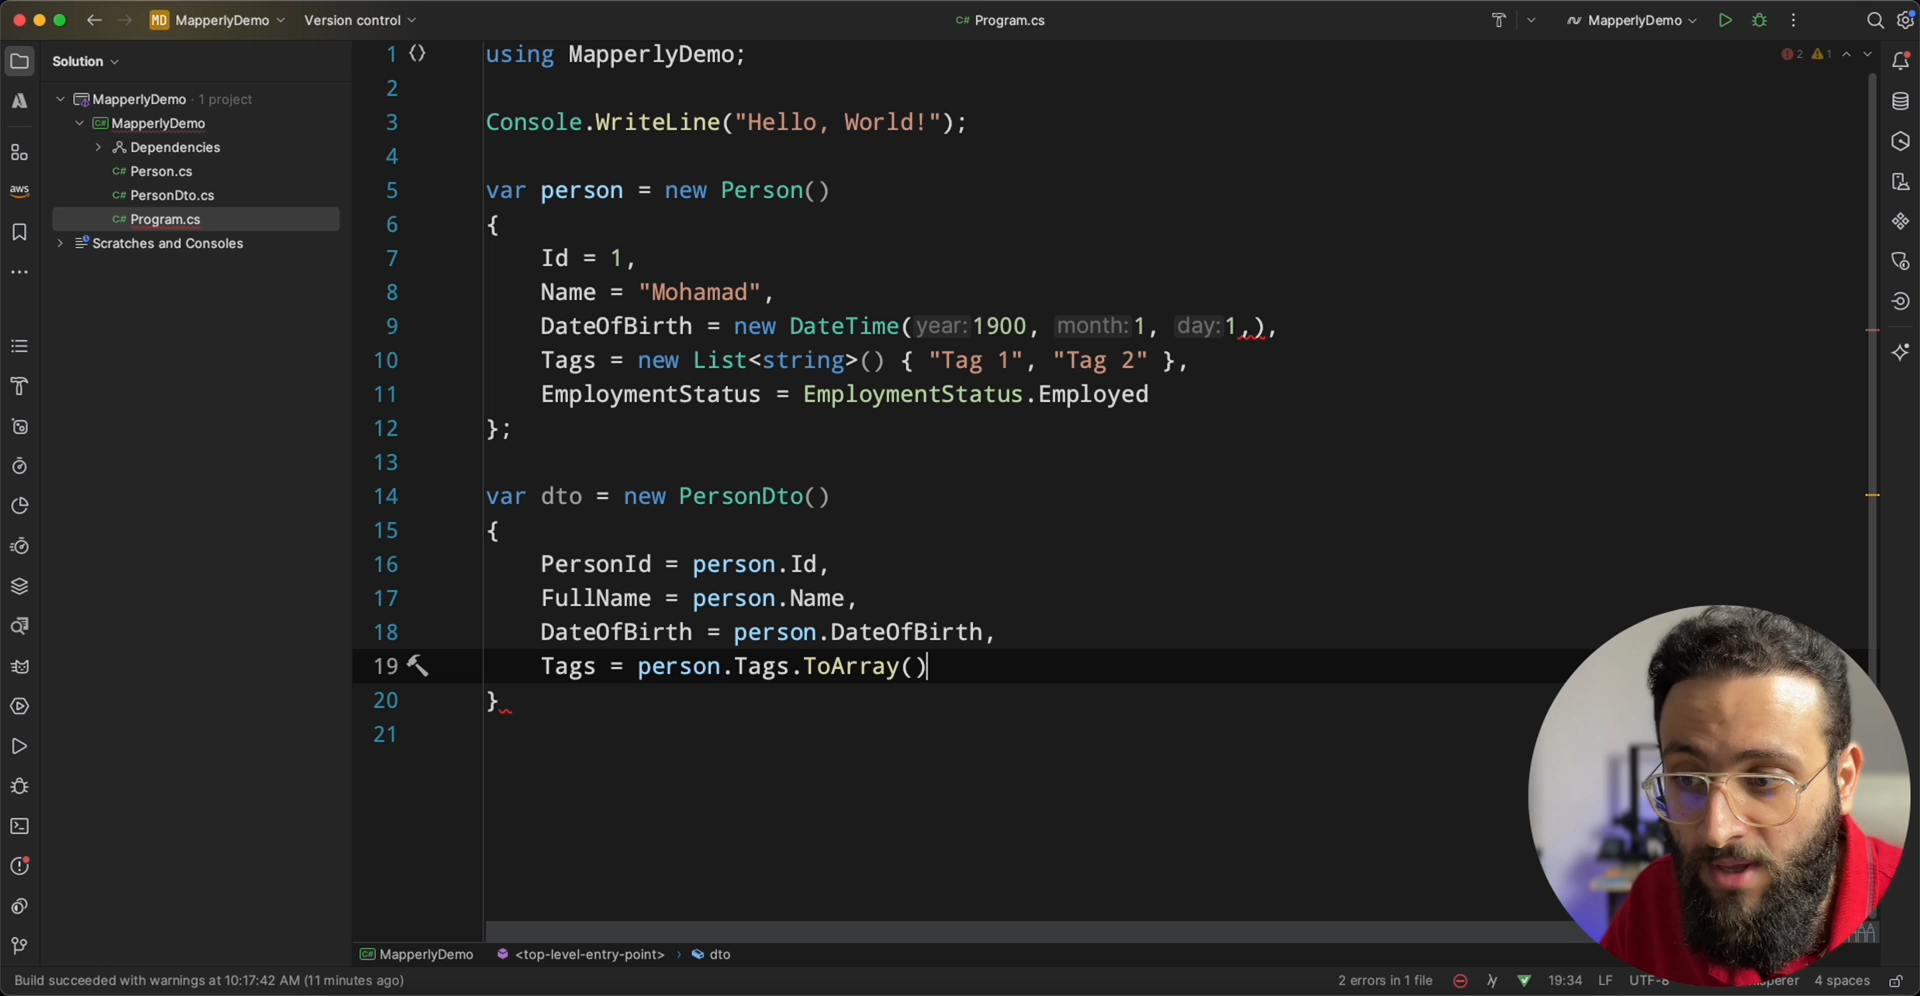 MD MapperlyDemo Version control
C# Program.cs
MapperlyDemo
Solution
MapperlyDemo · 1 project
C# MapperlyDemo
Dependencies
C# Person.cs
C# PersonDto.cs
C# Program.cs
Scratches and Consoles
aws
2 1
1 using MapperlyDemo;
2
3 Console.WriteLine("Hello, World!");
4
5 var person = new Person()
6 {
7 Id = 1,
8 Name = "Mohamad",
9 DateOfBirth = new DateTime(year:1900, month:1, day:1,),
10 Tags = new List<string>() { "Tag 1", "Tag 2" },
11 EmploymentStatus = EmploymentStatus.Employed
12 };
13
14 var dto = new PersonDto()
15 {
16 PersonId = person.Id,
17 FullName = person.Name,
18 DateOfBirth = person.DateOfBirth,
19 Tags = person.Tags.ToArray()
20 }
21
C# MapperlyDemo <top-level-entry-point> › dto
Build succeeded with warnings at 10:17:42 AM (11 minutes ago)
2 errors in 1 file 19:34 LF UTF-8 4 spaces